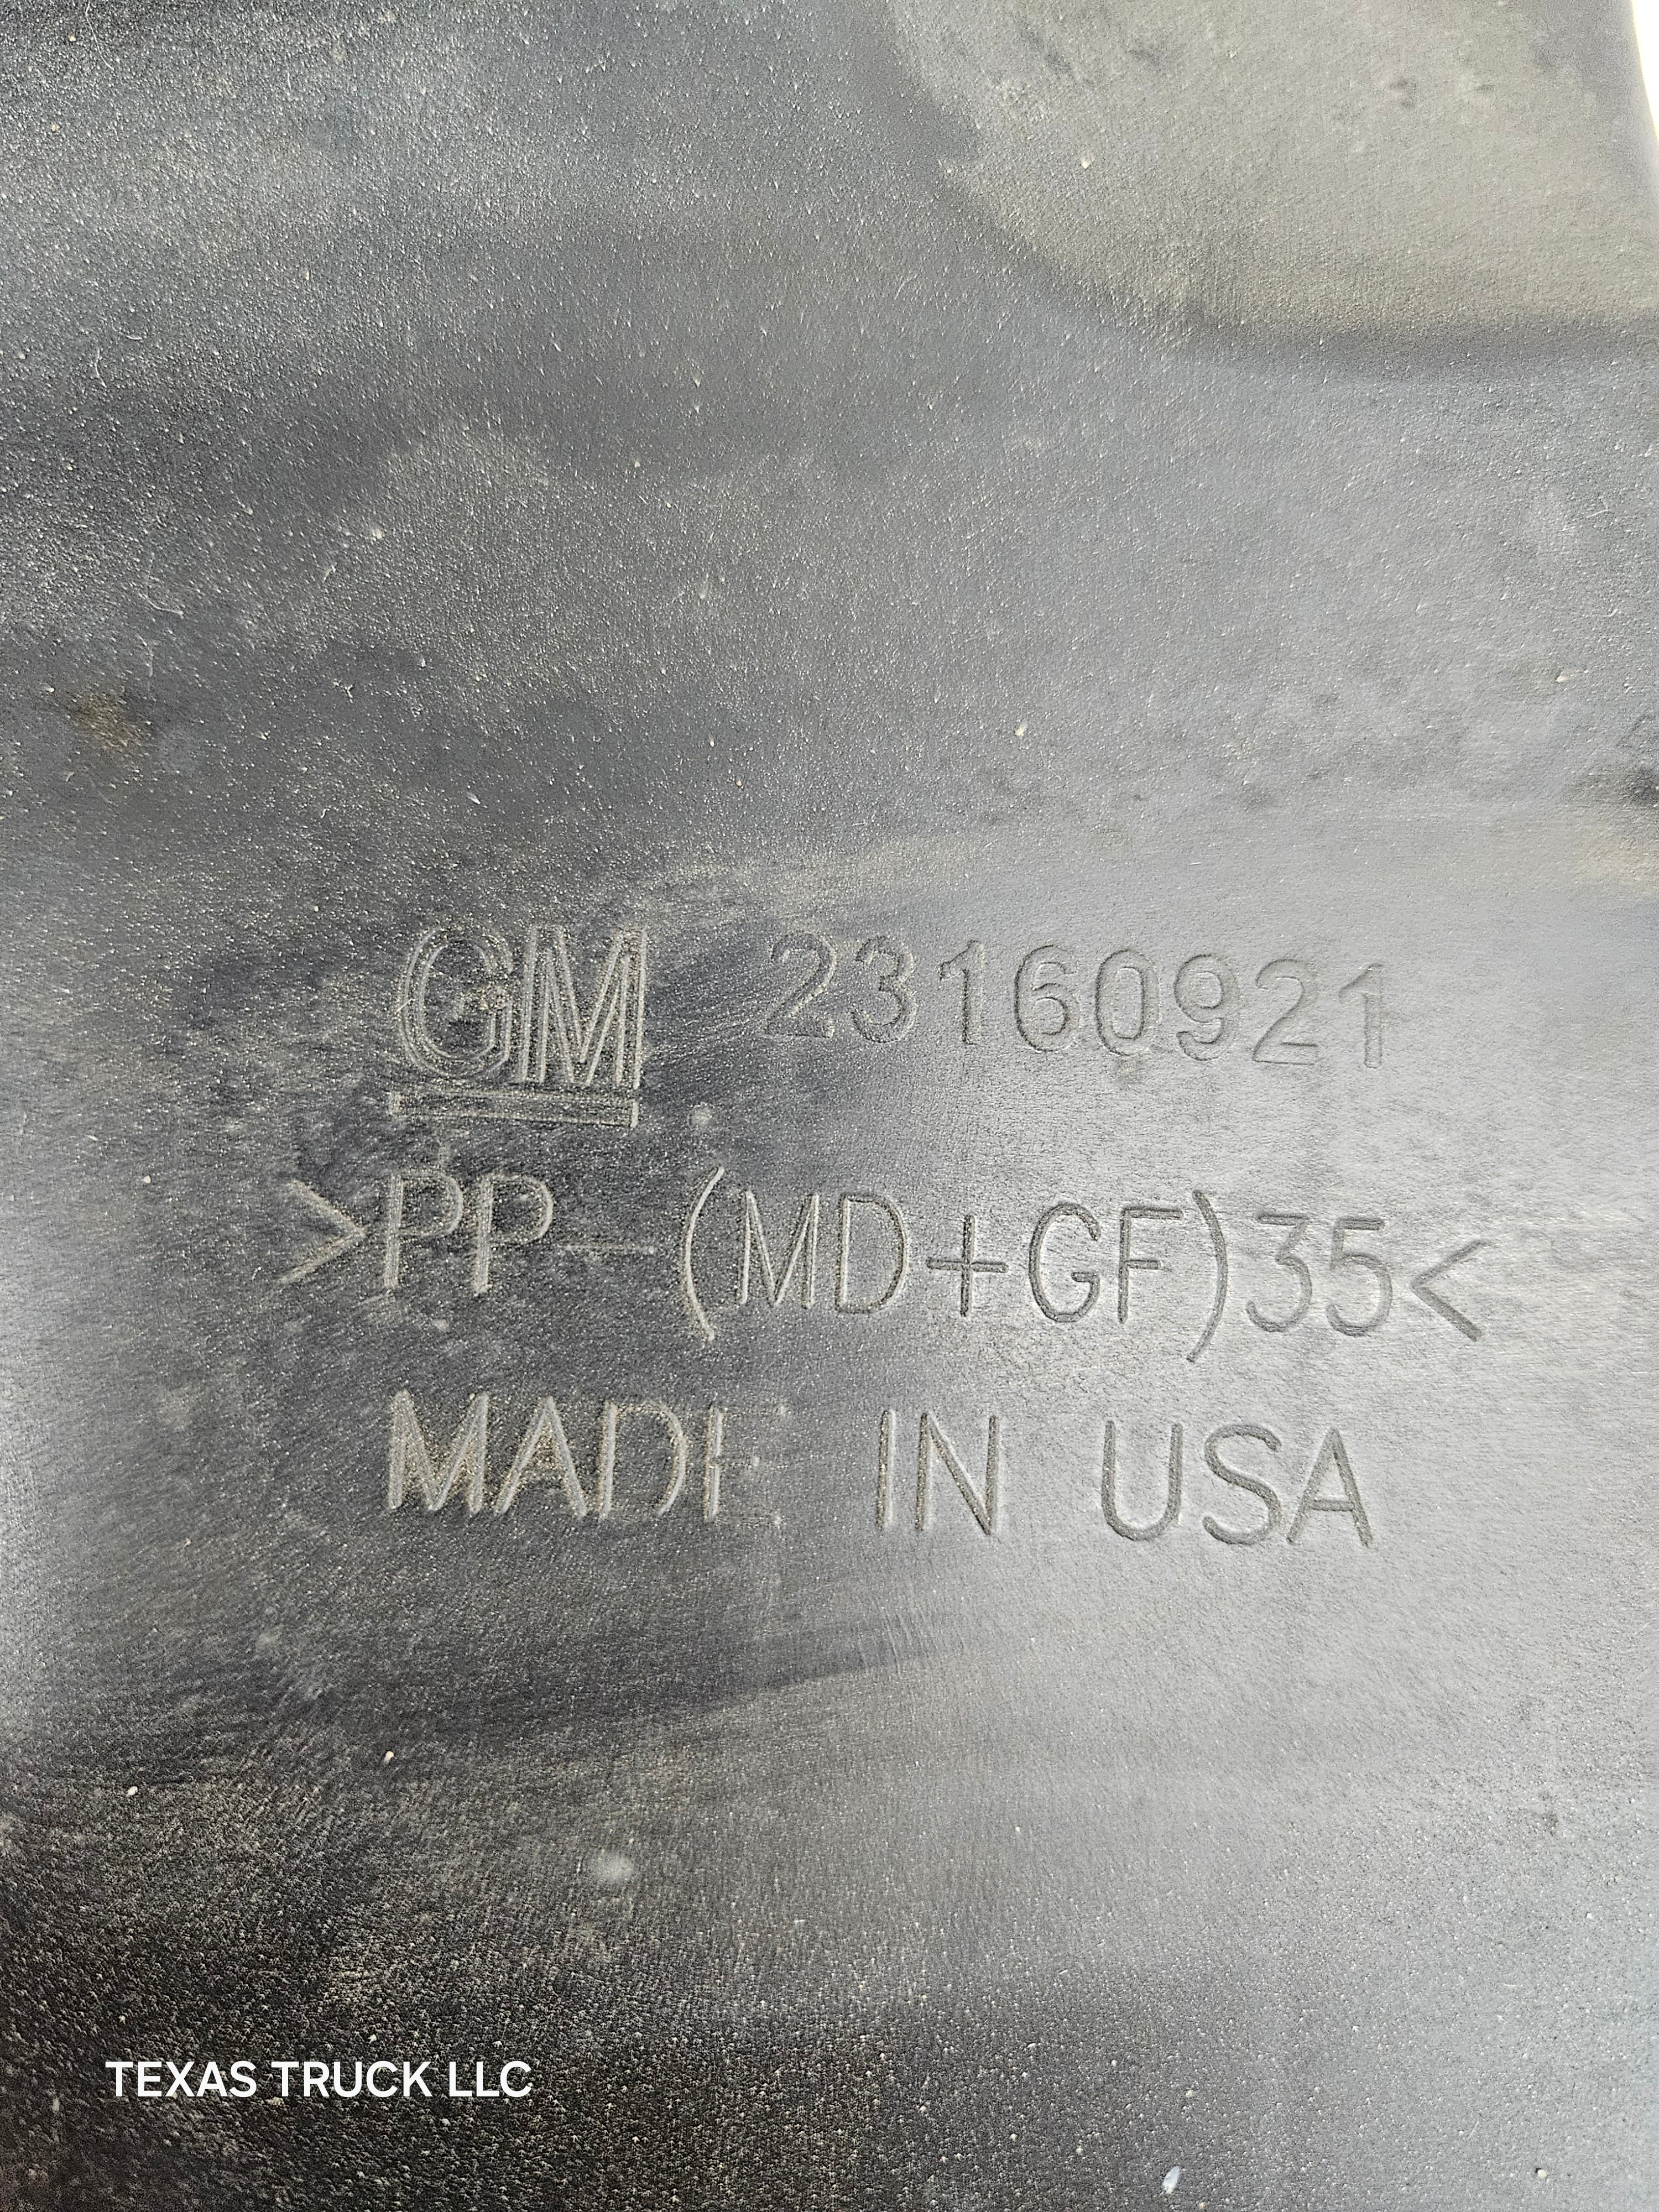 GM 23160921
>PP-(MD+GF)35<
MADE IN USA
TEXAS TRUCK LLC